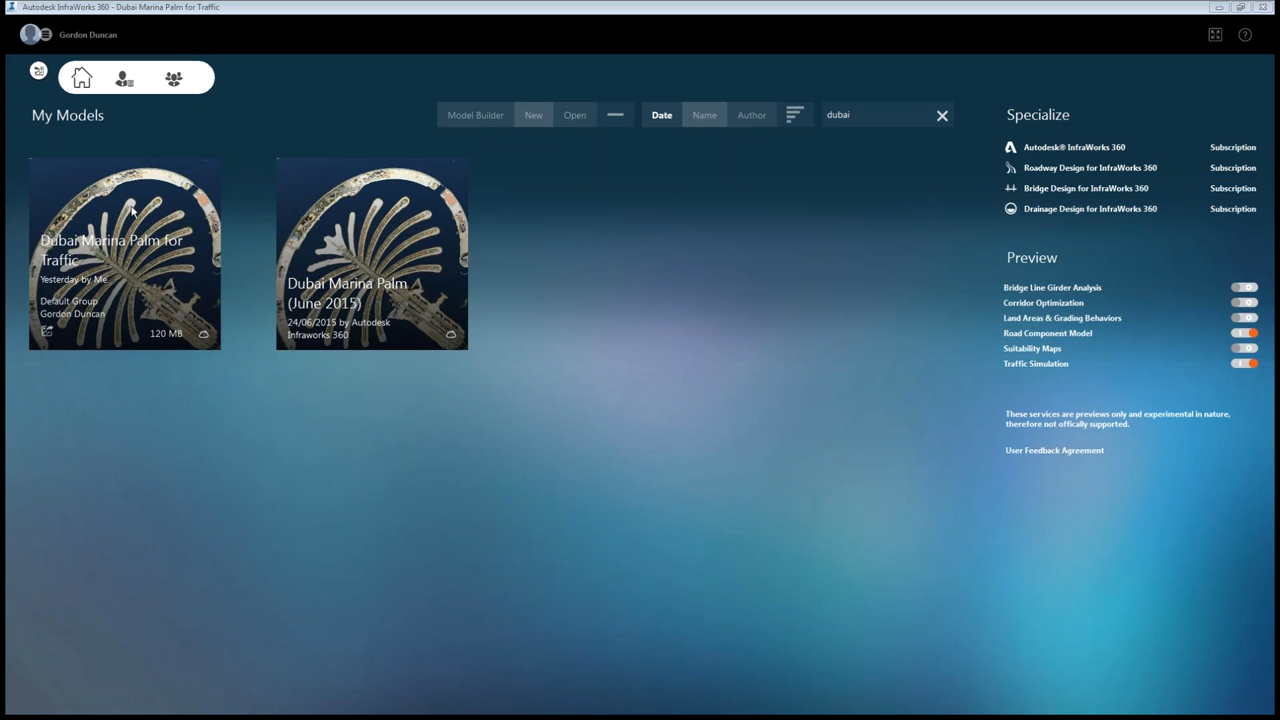 Autodesk InfraWorks 360 - Dubai Marina Palm for Traffic
Gordon Duncan
My Models
Model Builder
New
Open
Date
Name
Author
dubai
Dubai Marina Palm for
Traffic
Yesterday by Me
Default Group
Gordon Duncan
120 MB
Dubai Marina Palm
(June 2015)
24/06/2015 by Autodesk
Infraworks 360
Specialize
Autodesk® InfraWorks 360 Subscription
Roadway Design for InfraWorks 360 Subscription
Bridge Design for InfraWorks 360 Subscription
Drainage Design for InfraWorks 360 Subscription
Preview
Bridge Line Girder Analysis
Corridor Optimization
Land Areas & Grading Behaviors
Road Component Model
Suitability Maps
Traffic Simulation
These services are previews only and experimental in nature,
therefore not offically supported.
User Feedback Agreement